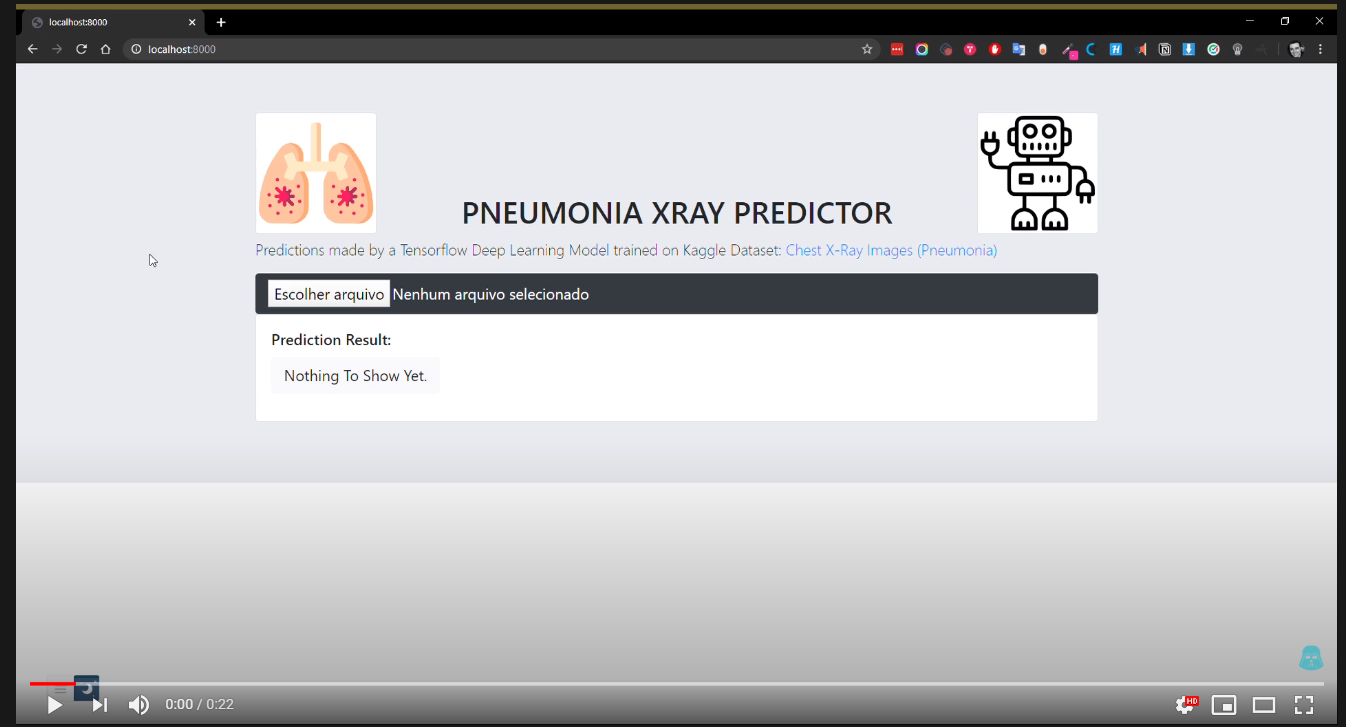 localhost:8000
localhost:8000
PNEUMONIA XRAY PREDICTOR
Predictions made by a Tensorflow Deep Learning Model trained on Kaggle Dataset: Chest X-Ray Images (Pneumonia)
Escolher arquivo Nenhum arquivo selecionado
Prediction Result:
Nothing To Show Yet.
0:00 / 0:22
HD